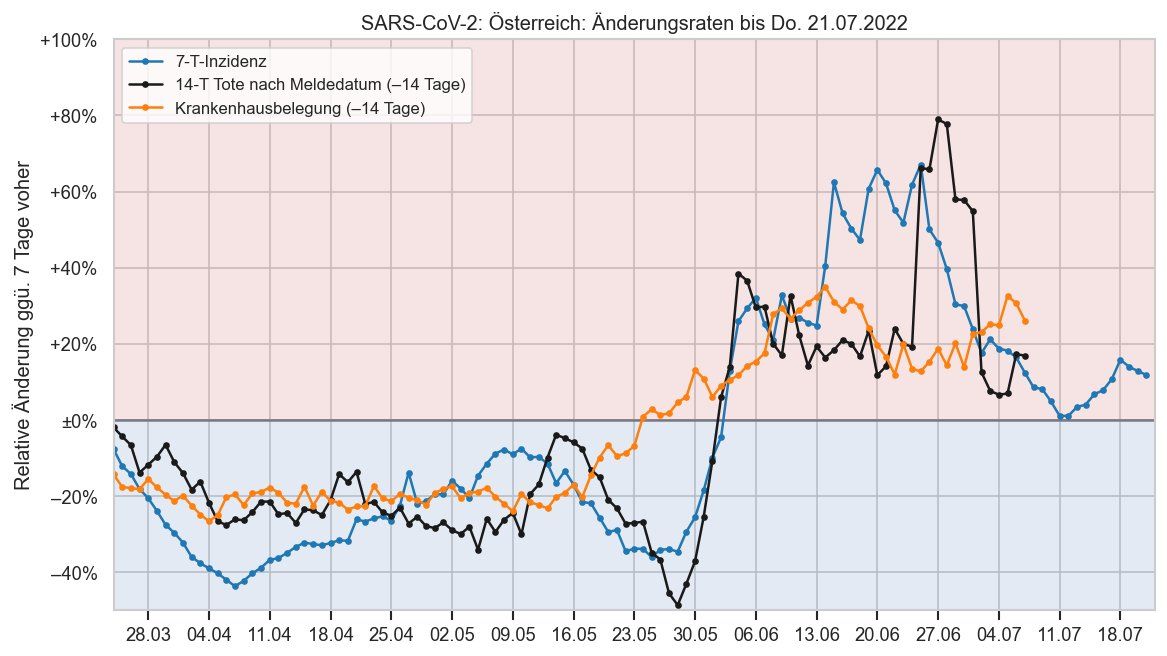 SARS-CoV-2: Österreich: Änderungsraten bis Do. 21.07.2022
Relative Änderung ggü. 7 Tage voher
+100%
+80%
+60%
+40%
+20%
±0%
–20%
–40%
7-T-Inzidenz
14-T Tote nach Meldedatum (–14 Tage)
Krankenhausbelegung (–14 Tage)
28.03 04.04 11.04 18.04 25.04 02.05 09.05 16.05 23.05 30.05 06.06 13.06 20.06 27.06 04.07 11.07 18.07